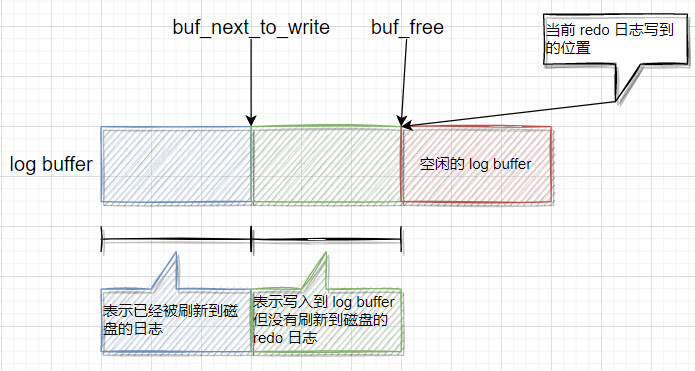 buf_next_to_write
buf_free
当前 redo 日志写到
的位置
log buffer
空闲的 log buffer
表示已经被刷新到磁
盘的日志
表示写入到 log buffer
但没有刷新到磁盘的
redo 日志